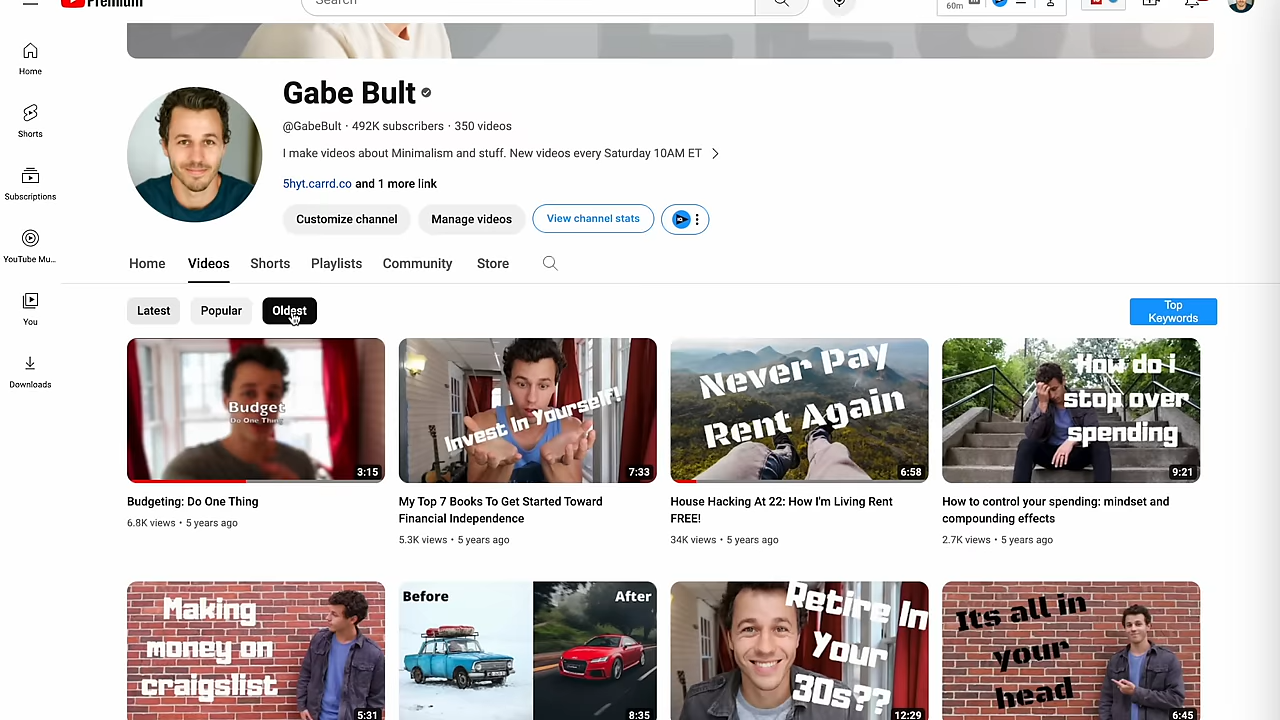 Premium
Search
60m
Home
Shorts
Subscriptions
YouTube Mu...
You
Downloads
Gabe Bult
@GabeBult · 492K subscribers · 350 videos
I make videos about Minimalism and stuff. New videos every Saturday 10AM ET
5hyt.carrd.co and 1 more link
Customize channel
Manage videos
View channel stats
Home
Videos
Shorts
Playlists
Community
Store
Latest
Popular
Oldest
Top
Keywords
Budget
Do One Thing
3:15
Invest In Yourself!
7:33
Never Pay
Rent Again
6:58
How do i
stop over
spending
9:21
Budgeting: Do One Thing
6.8K views • 5 years ago
My Top 7 Books To Get Started Toward
Financial Independence
5.3K views • 5 years ago
House Hacking At 22: How I'm Living Rent
FREE!
34K views • 5 years ago
How to control your spending: mindset and
compounding effects
2.7K views • 5 years ago
Making
money on
craigslist
5:31
Before
After
8:35
Retire In
Your
30s??
12:29
Its all in
your
head
6:45